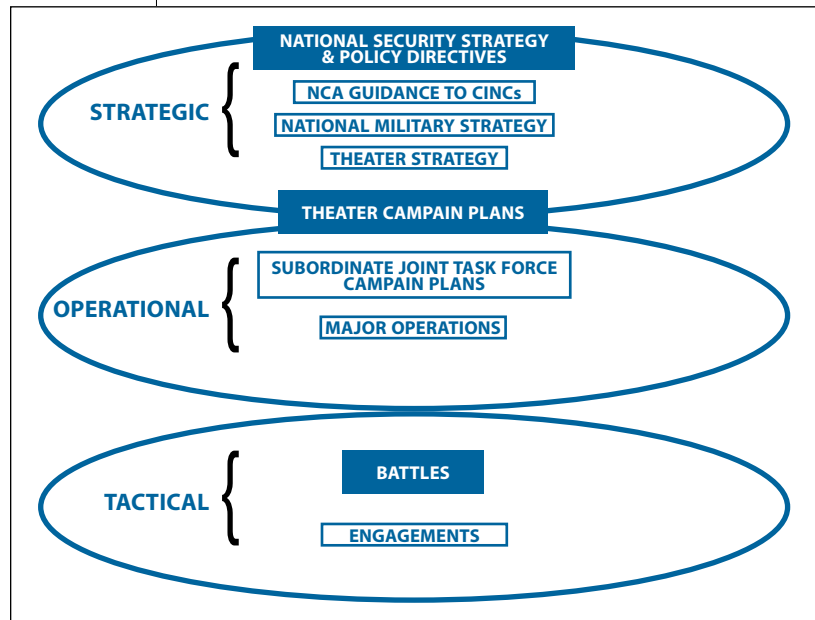 NATIONAL SECURITY STRATEGY
& POLICY DIRECTIVES
STRATEGIC
NCA GUIDANCE TO CINCs
NATIONAL MILITARY STRATEGY
THEATER STRATEGY
THEATER CAMPAIN PLANS
SUBORDINATE JOINT TASK FORCE
CAMPAIN PLANS
OPERATIONAL
MAJOR OPERATIONS
BATTLES
TACTICAL
ENGAGEMENTS